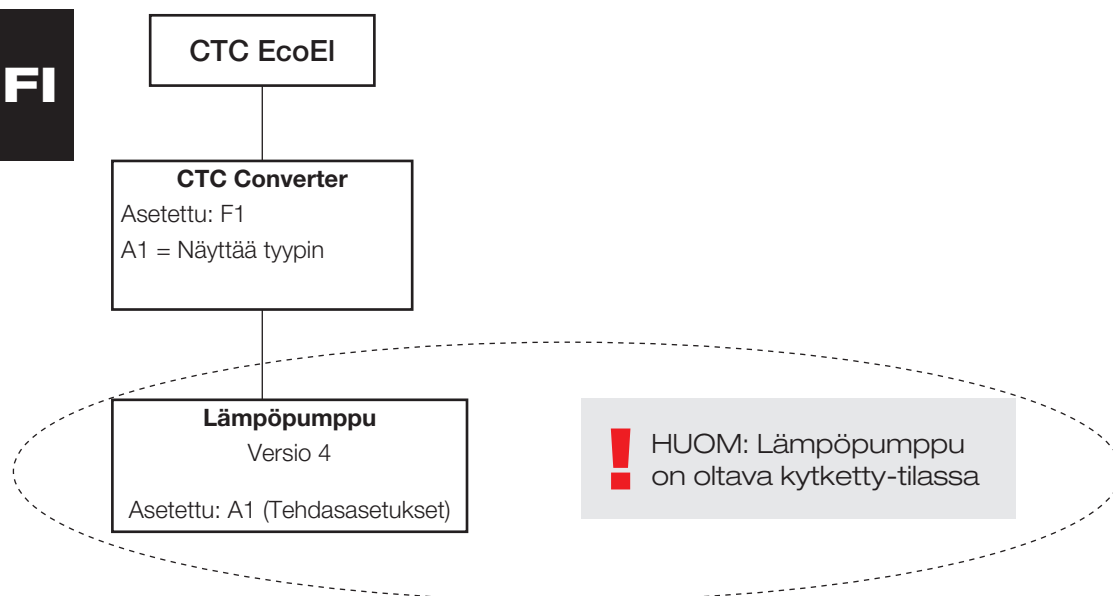 FI
CTC EcoEl
CTC Converter
Asetettu: F1
A1 = Näyttää tyypin
Lämpöpumppu
Versio 4
Asetettu: A1 (Tehdasasetukset)
! HUOM: Lämpöpumppu
on oltava kytketty-tilassa